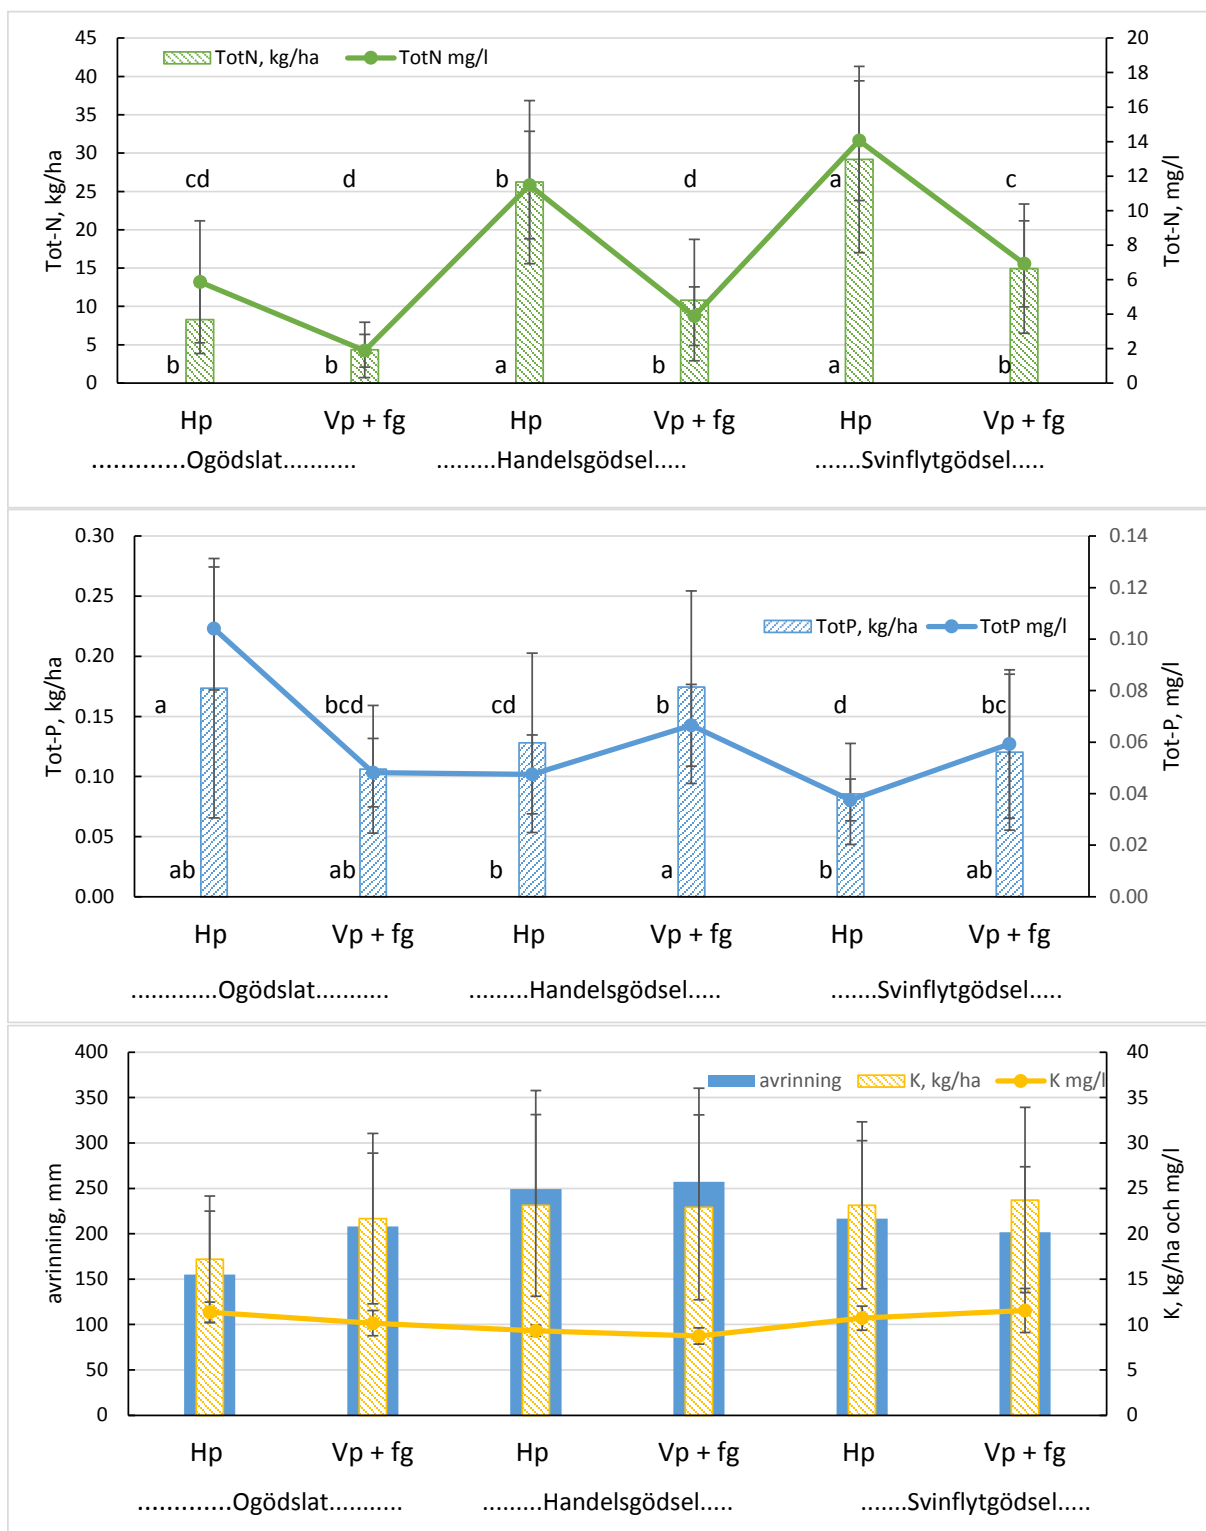 TotN, kg/ha TotN mg/l
45 40 35 30 25 20 15 10 5 0
Tot-N, kg/ha
20 18 16 14 12 10 8 6 4 2 0
Tot-N, mg/l
cd d b d a c
b b a b a b
Hp Vp + fg Hp Vp + fg Hp Vp + fg
.............Ogödslat........... .........Handelsgödsel..... .......Svinflytgödsel.....
TotP, kg/ha TotP mg/l
0.30 0.25 0.20 0.15 0.10 0.05 0.00
Tot-P, kg/ha
0.14 0.12 0.10 0.08 0.06 0.04 0.02 0.00
Tot-P, mg/l
a bcd cd b d bc
ab ab b a b ab
Hp Vp + fg Hp Vp + fg Hp Vp + fg
.............Ogödslat........... .........Handelsgödsel..... .......Svinflytgödsel.....
avrinning K, kg/ha K mg/l
400 350 300 250 200 150 100 50 0
avrinning, mm
40 35 30 25 20 15 10 5 0
K, kg/ha och mg/l
Hp Vp + fg Hp Vp + fg Hp Vp + fg
.............Ogödslat........... .........Handelsgödsel..... .......Svinflytgödsel.....